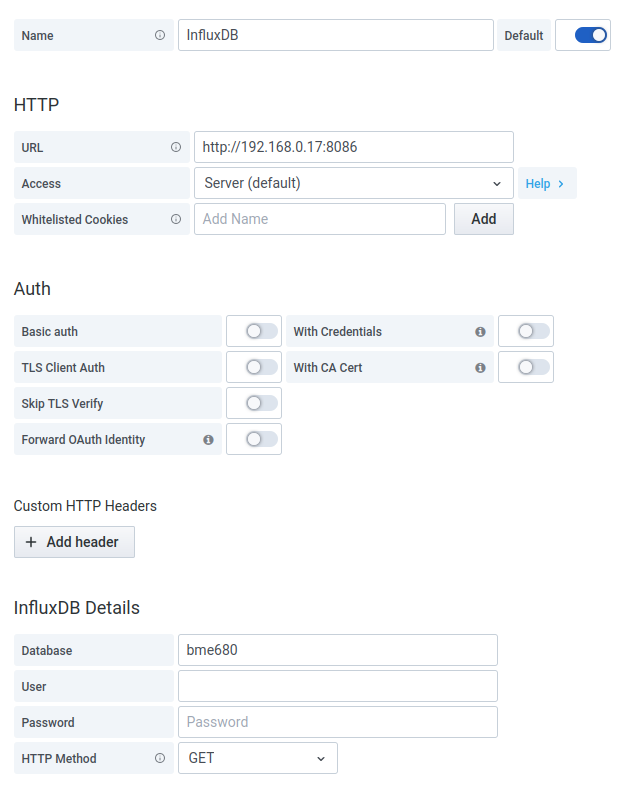 Name InfluxDB Default
HTTP
URL http://192.168.0.17:8086
Access Server (default) Help
Whitelisted Cookies Add Name Add
Auth
Basic auth With Credentials
TLS Client Auth With CA Cert
Skip TLS Verify
Forward OAuth Identity
Custom HTTP Headers
+ Add header
InfluxDB Details
Database bme680
User
Password Password
HTTP Method GET